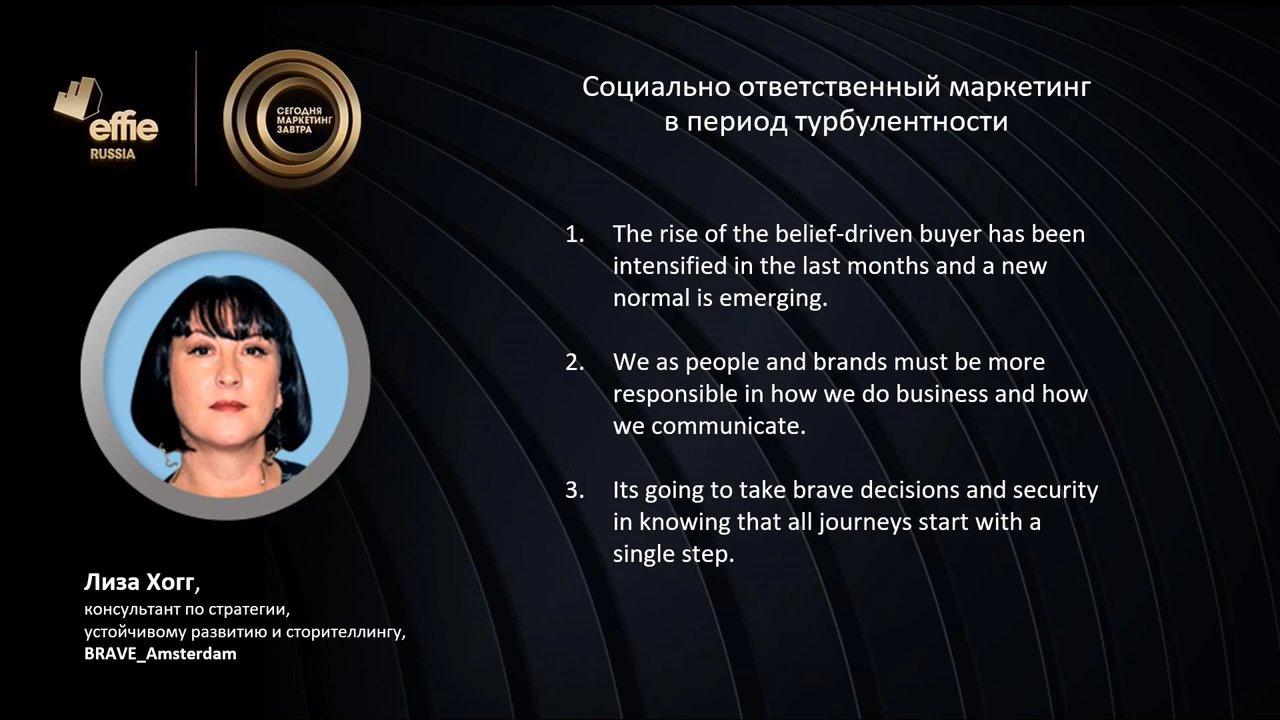 effie
RUSSIA
СЕГОДНЯ
МАРКЕТИНГ
ЗАВТРА
Социально ответственный маркетинг
в период турбулентности
1. The rise of the belief-driven buyer has been
intensified in the last months and a new
normal is emerging.
2. We as people and brands must be more
responsible in how we do business and how
we communicate.
3. Its going to take brave decisions and security
in knowing that all journeys start with a
single step.
Лиза Хогг,
консультант по стратегии,
устойчивому развитию и сторителлингу,
BRAVE_Amsterdam